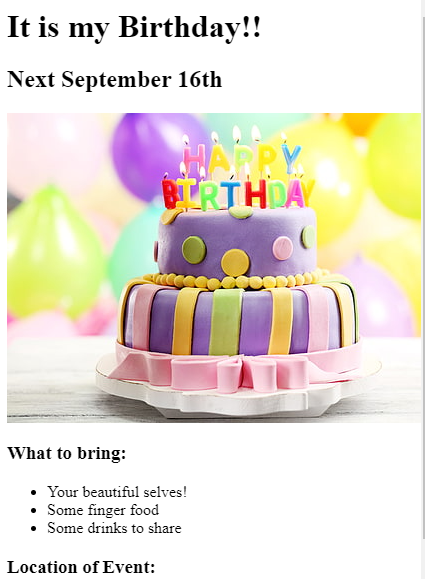 It is my Birthday!!
Next September 16th
HAPPY
BIRTHDAY
What to bring:
Your beautiful selves!
Some finger food
Some drinks to share
Location of Event: